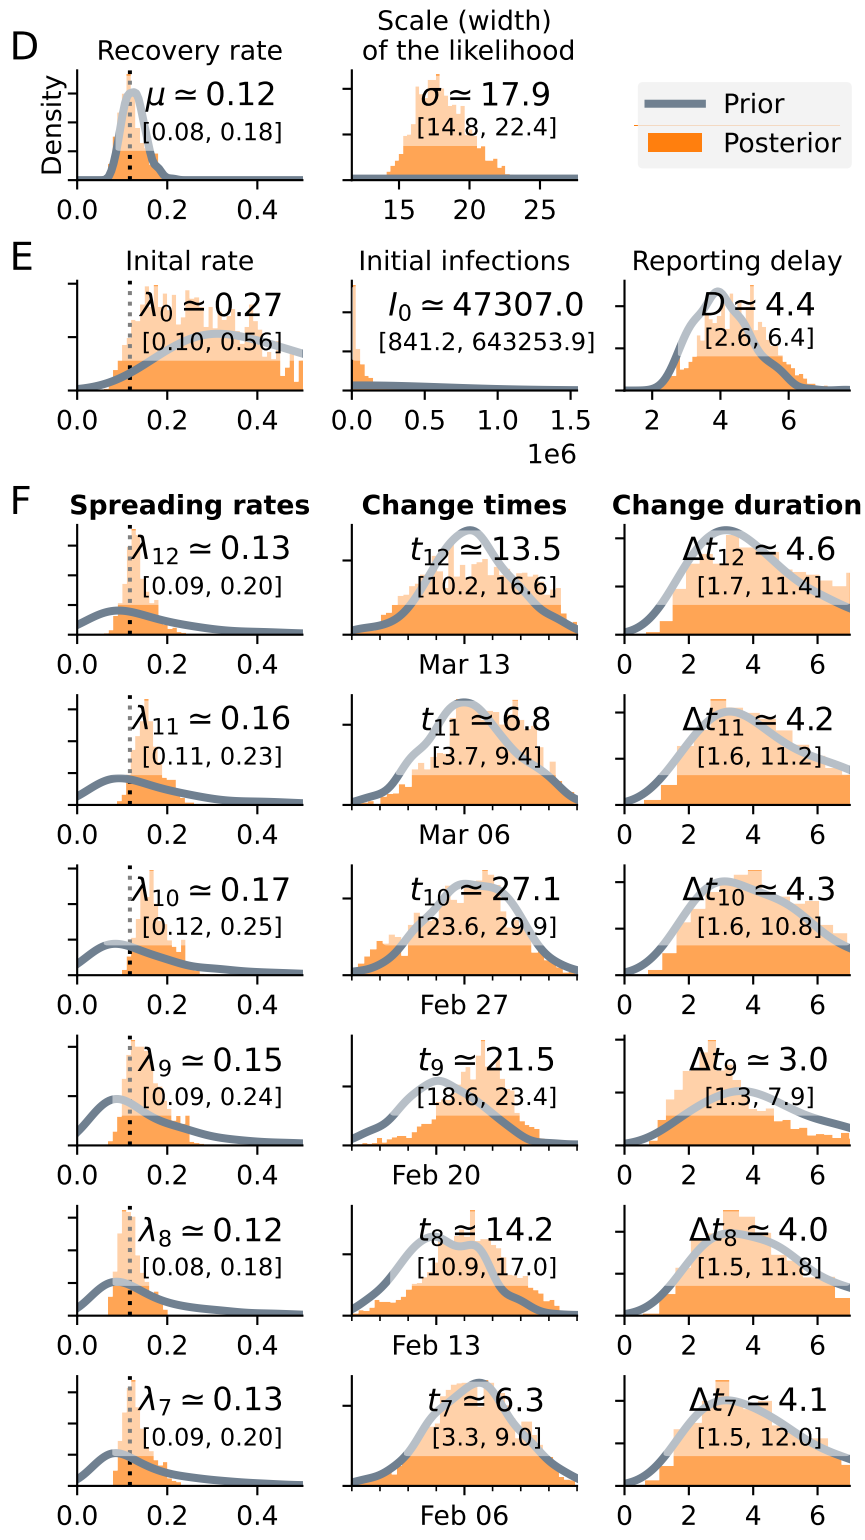 D
Recovery rate
Scale (width)
of the likelihood
Density
μ ≃ 0.12
[0.08, 0.18]
0.0 0.2 0.4
σ ≃ 17.9
[14.8, 22.4]
15 20 25
Prior
Posterior
E
Inital rate
λ0 ≃ 0.27
[0.10, 0.56]
0.0 0.2 0.4
Initial infections
I0 ≃ 47307.0
[841.2, 643253.9]
0.0 0.5 1.0 1.5
1e6
Reporting delay
D ≃ 4.4
[2.6, 6.4]
2 4 6
F
Spreading rates
Change times
Change duration
λ12 ≃ 0.13
[0.09, 0.20]
0.0 0.2 0.4
t12 ≃ 13.5
[10.2, 16.6]
Mar 13
Δt12 ≃ 4.6
[1.7, 11.4]
0 2 4 6
λ11 ≃ 0.16
[0.11, 0.23]
0.0 0.2 0.4
t11 ≃ 6.8
[3.7, 9.4]
Mar 06
Δt11 ≃ 4.2
[1.6, 11.2]
0 2 4 6
λ10 ≃ 0.17
[0.12, 0.25]
0.0 0.2 0.4
t10 ≃ 27.1
[23.6, 29.9]
Feb 27
Δt10 ≃ 4.3
[1.6, 10.8]
0 2 4 6
λ9 ≃ 0.15
[0.09, 0.24]
0.0 0.2 0.4
t9 ≃ 21.5
[18.6, 23.4]
Feb 20
Δt9 ≃ 3.0
[1.3, 7.9]
0 2 4 6
λ8 ≃ 0.12
[0.08, 0.18]
0.0 0.2 0.4
t8 ≃ 14.2
[10.9, 17.0]
Feb 13
Δt8 ≃ 4.0
[1.5, 11.8]
0 2 4 6
λ7 ≃ 0.13
[0.09, 0.20]
0.0 0.2 0.4
t7 ≃ 6.3
[3.3, 9.0]
Feb 06
Δt7 ≃ 4.1
[1.5, 12.0]
0 2 4 6